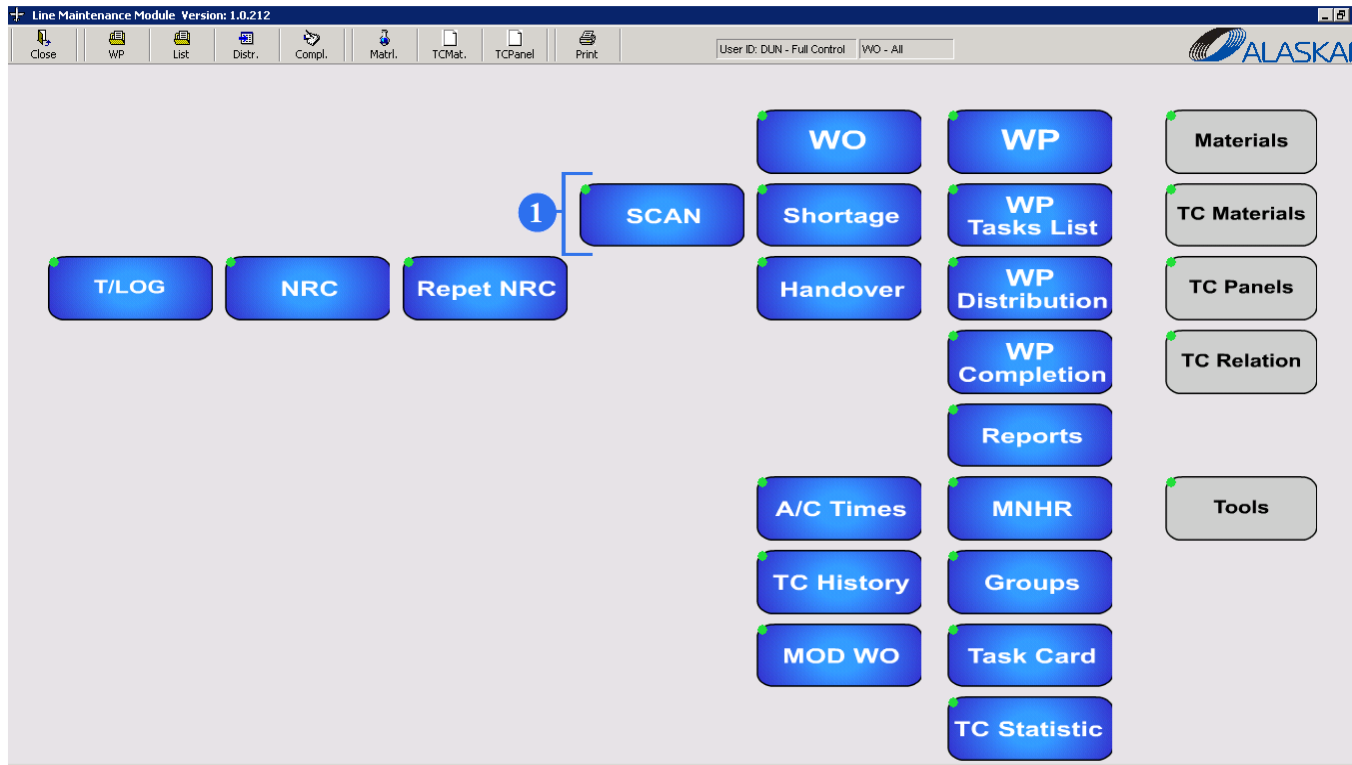 Line Maintenance Module Version: 1.0.212
Close WP List Distr. Compl. Matrl. TCMat. TCPanel Print
User ID: DUN - Full Control WO - All
ALASKAR
WO WP Materials
1 SCAN Shortage WP Tasks List TC Materials
T/LOG NRC Repet NRC Handover WP Distribution TC Panels
WP Completion TC Relation
Reports
A/C Times MNHR Tools
TC History Groups
MOD WO Task Card
TC Statistic